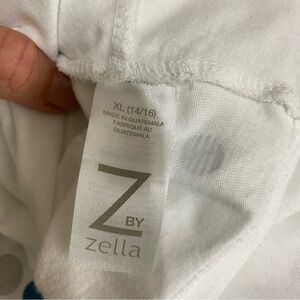 XL (14/16)
MADE IN GUATEMALA
FABRIQUÉ AU
GUATEMALA
Z
BY
zella